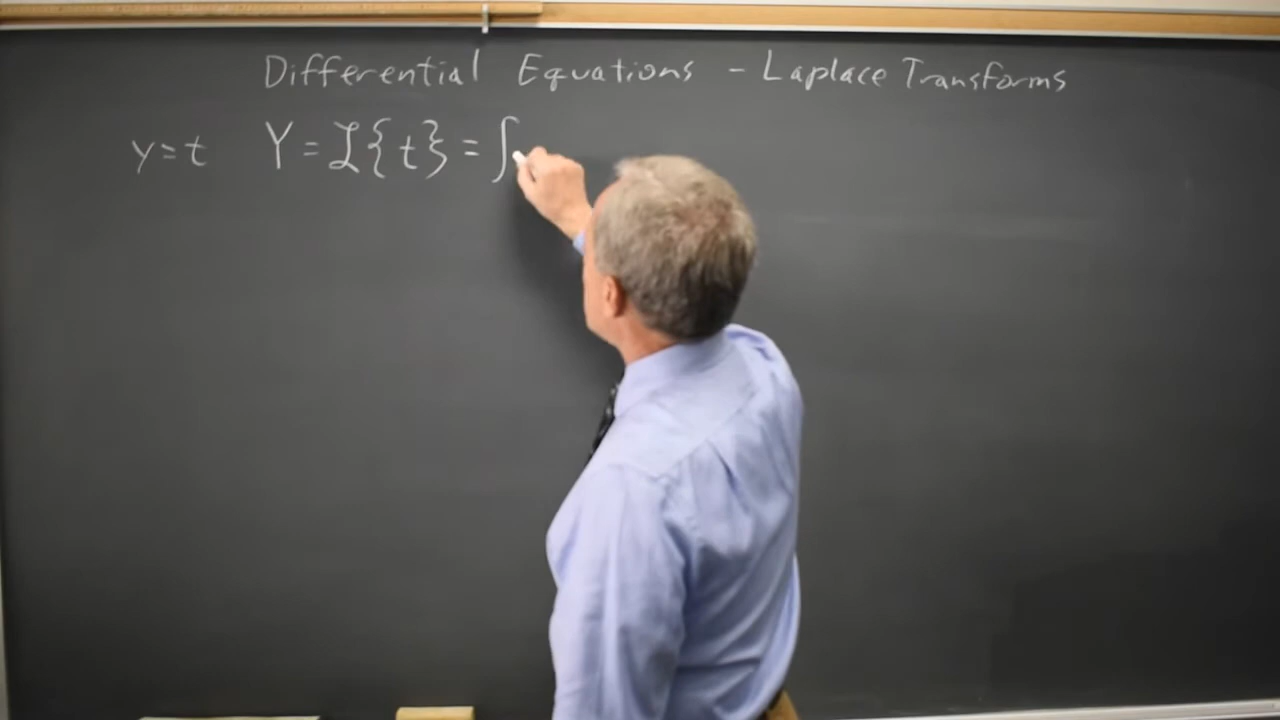 Differential Equations - Laplace Transforms
y=t Y=ℒ{t}=∫